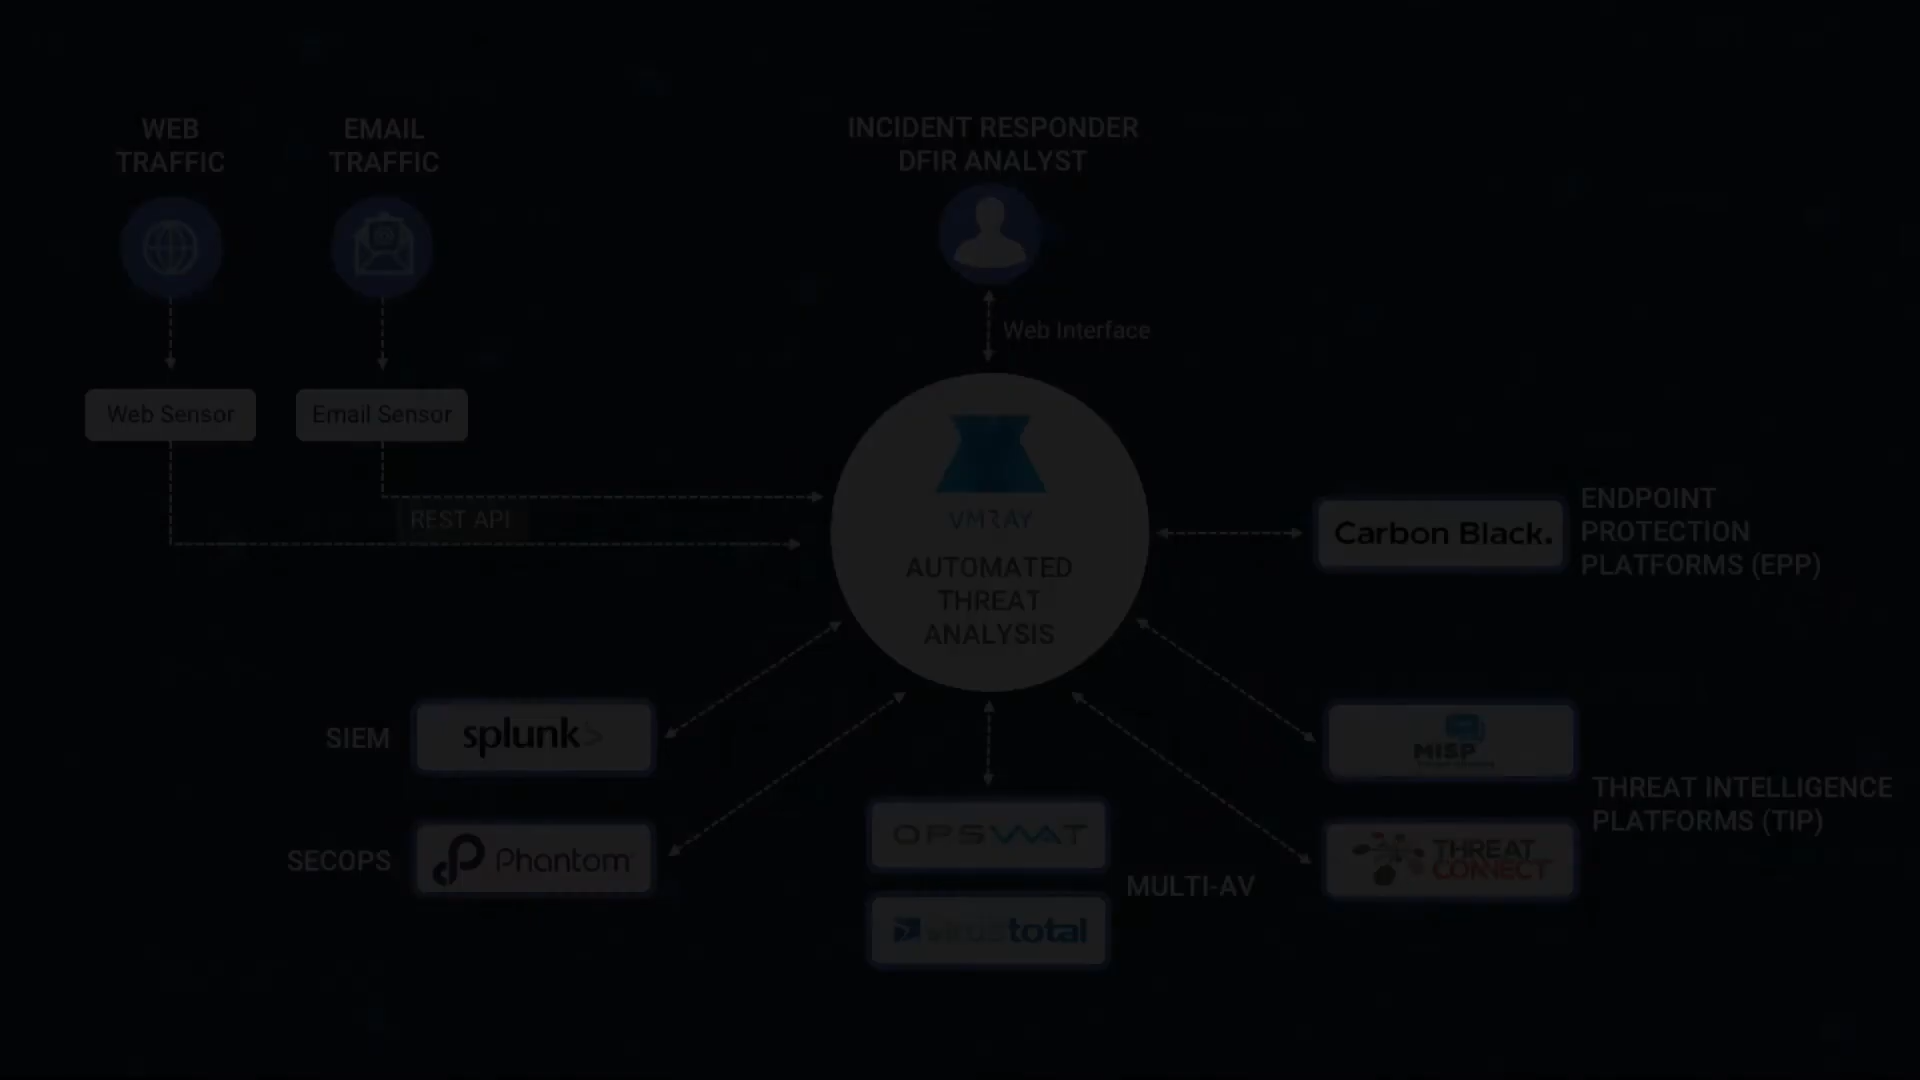 WEB
TRAFFIC
EMAIL
TRAFFIC
INCIDENT RESPONDER
DFIR ANALYST
Web Interface
Web Sensor
Email Sensor
REST API
VMRAY
AUTOMATED
THREAT
ANALYSIS
Carbon Black.
ENDPOINT
PROTECTION
PLATFORMS (EPP)
SIEM
splunk>
SECOPS
Phantom
OPSWAT
virustotal
MULTI-AV
MISP
THREAT
CONNECT
THREAT INTELLIGENCE
PLATFORMS (TIP)